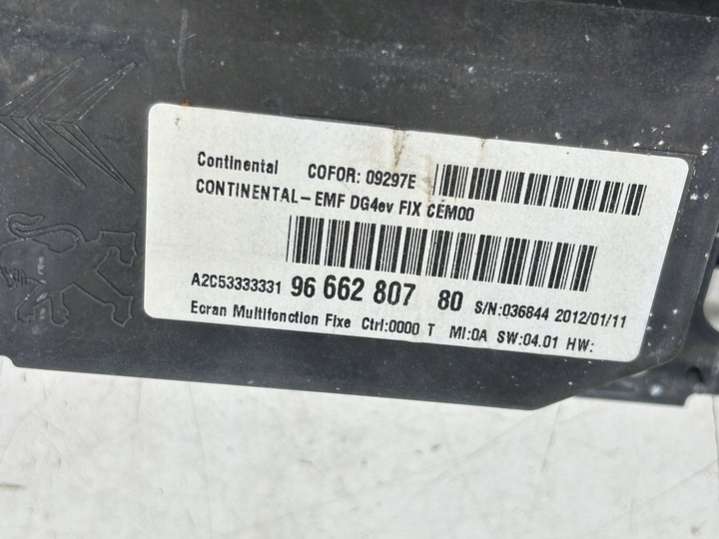 Continental COFOR: 09297E
CONTINENTAL-EMF DG4ev FIX CEM00
A2C53333331 96 662 807 80 S/N:036844 2012/01/11
Ecran Multifonction Fixe Ctrl:0000 T MI:0A SW:04.01 HW: